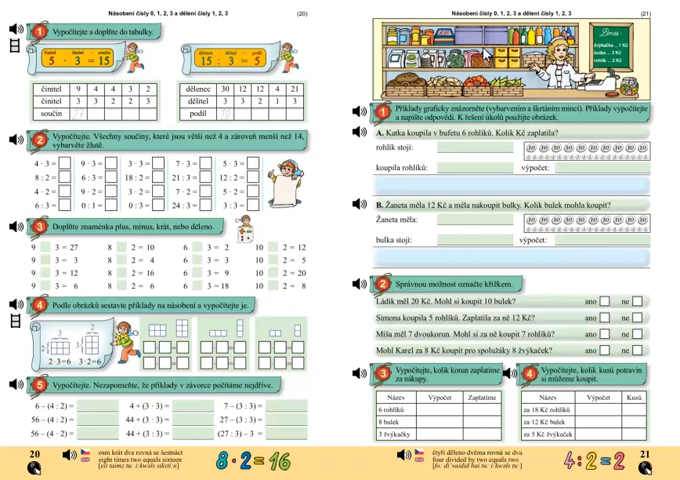 Násobení čísly 0, 1, 2, 3 a dělení čísly 1, 2, 3
(20)
1 Vypočítejte a doplňte do tabulky.
činitel činitel součin
5 · 3 = 15
dělenec dělitel podíl
15 : 3 = 5
činitel 9 4 4 3 2
činitel 3 3 2 2 3
součin
dělenec 30 12 12 4 21
dělitel 3 3 2 1 3
podíl
2 Vypočítejte. Všechny součiny, které jsou větší než 4 a zároveň menší než 14,
vybarvěte žlutě.
4 · 3 = 9 · 3 = 3 · 3 = 7 · 3 = 5 · 3 =
8 : 2 = 6 : 3 = 18 : 2 = 21 : 3 = 12 : 2 =
4 · 2 = 9 · 2 = 3 · 2 = 7 · 2 = 5 · 2 =
6 : 3 = 0 : 1 = 0 : 3 = 24 : 3 = 3 : 3 =
3 Doplňte znaménka plus, minus, krát, nebo děleno.
9 3 = 27 8 2 = 10 6 3 = 2 10 2 = 12
9 3 = 3 8 2 = 4 6 3 = 3 10 2 = 5
9 3 = 12 8 2 = 16 6 3 = 9 10 2 = 20
9 3 = 6 8 2 = 6 6 3 = 18 10 2 = 8
4 Podle obrázků sestavte příklady na násobení a vypočítejte je.
3 2
2 3
2 · 3 = 6 3 · 2 = 6
5 Vypočítejte. Nezapomeňte, že příklady v závorce počítáme nejdříve.
6 – (4 : 2) = 4 + (3 · 3) = 7 – (3 : 3) =
56 – (4 : 2) = 44 + (3 · 3) = 27 – (3 : 3) =
56 – (4 · 2) = 44 + (3 : 3) = (27 : 3) – 3 =
20
osm krát dva rovná se šestnáct
eight times two equals sixteen
8 · 2 = 16
Násobení čísly 0, 1, 2, 3 a dělení čísly 1, 2, 3
(21)
žvýkačka ... 1 Kč
bulka ... 2 Kč
rohlík ... 2 Kč
1 Příklady graficky znázorněte (vybarvením a škrtáním mincí). Příklady vypočítejte
a napište odpovědi. K řešení úkolů použijte obrázek.
A. Katka koupila v bufetu 6 rohlíků. Kolik Kč zaplatila?
rohlík stojí:
koupila rohlíků: výpočet:
B. Žaneta měla 12 Kč a měla nakoupit bulky. Kolik bulek mohla koupit?
Žaneta měla:
bulka stojí: výpočet:
2 Správnou možnost označte křížkem.
Ládík měl 20 Kč. Mohl si koupit 10 bulek? ano ne
Simona koupila 5 rohlíků. Zaplatila za ně 12 Kč? ano ne
Míša měl 7 dvoukorun. Mohl si za ně koupit 7 rohlíků? ano ne
Mohl Karel za 8 Kč koupit pro spolužáky 8 žvýkaček? ano ne
3 Vypočítejte, kolik korun zaplatíme
za nákupy.
Název Výpočet Zaplatíme
6 rohlíků
8 bulek
3 žvýkačky
4 Vypočítejte, kolik kusů potravin
si můžeme koupit.
Název Výpočet Kusů
za 18 Kč rohlíků
za 12 Kč bulek
za 5 Kč žvýkaček
čtyři děleno dvěma rovná se dva
four divided by two equals two
4 : 2 = 2
21